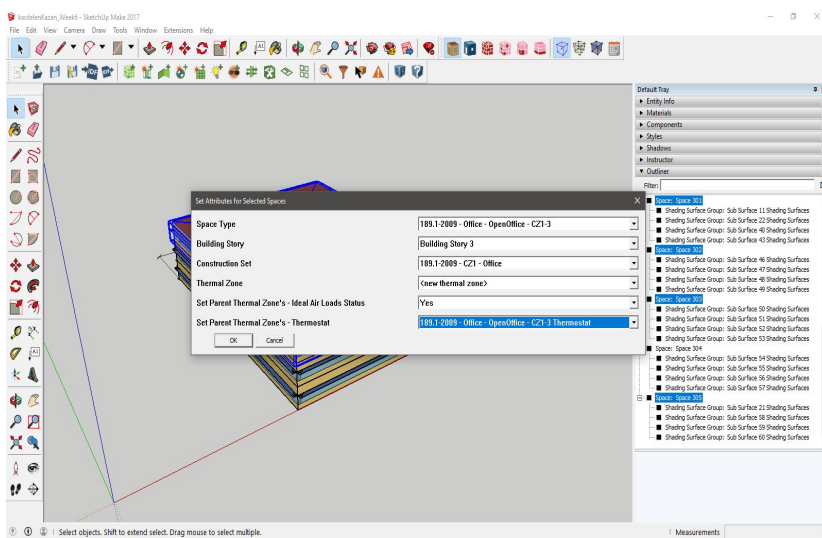 kardelenKazan_Week6 - SketchUp Make 2017
File Edit View Camera Draw Tools Window Extensions Help
Default Tray
Entity Info
Materials
Components
Styles
Shadows
Instructor
Outliner
Filter:
Space: Space 301
Shading Surface Group: Sub Surface 11 Shading Surfaces
Shading Surface Group: Sub Surface 22 Shading Surfaces
Shading Surface Group: Sub Surface 40 Shading Surfaces
Shading Surface Group: Sub Surface 43 Shading Surfaces
Space: Space 302
Shading Surface Group: Sub Surface 46 Shading Surfaces
Shading Surface Group: Sub Surface 47 Shading Surfaces
Shading Surface Group: Sub Surface 48 Shading Surfaces
Shading Surface Group: Sub Surface 49 Shading Surfaces
Space: Space 303
Shading Surface Group: Sub Surface 50 Shading Surfaces
Shading Surface Group: Sub Surface 51 Shading Surfaces
Shading Surface Group: Sub Surface 52 Shading Surfaces
Shading Surface Group: Sub Surface 53 Shading Surfaces
Space: Space 304
Shading Surface Group: Sub Surface 54 Shading Surfaces
Shading Surface Group: Sub Surface 55 Shading Surfaces
Shading Surface Group: Sub Surface 56 Shading Surfaces
Shading Surface Group: Sub Surface 57 Shading Surfaces
Space: Space 305
Shading Surface Group: Sub Surface 21 Shading Surfaces
Shading Surface Group: Sub Surface 58 Shading Surfaces
Shading Surface Group: Sub Surface 59 Shading Surfaces
Shading Surface Group: Sub Surface 60 Shading Surfaces
Set Attributes for Selected Spaces
Space Type 189.1-2009 - Office - OpenOffice - CZ1-3
Building Story Building Story 3
Construction Set 189.1-2009 - CZ1 - Office
Thermal Zone <new thermal zone>
Set Parent Thermal Zone's - Ideal Air Loads Status Yes
Set Parent Thermal Zone's - Thermostat 189.1-2009 - Office - OpenOffice - CZ1-3 Thermostat
OK Cancel
Select objects. Shift to extend select. Drag mouse to select multiple.
Measurements